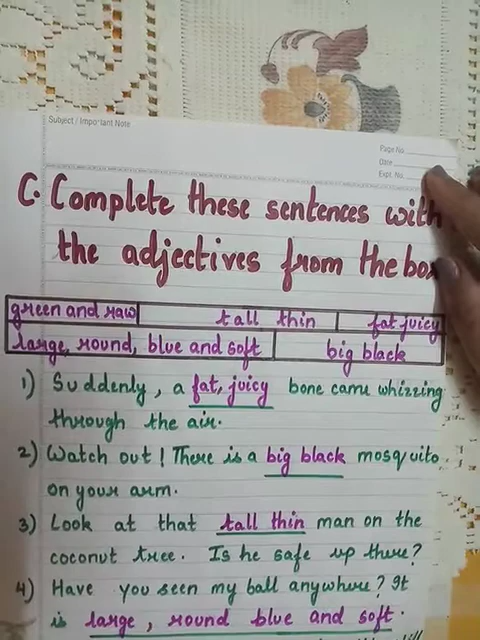 Subject / Important Note
Page No.
Date
Expt. No.
C. Complete these sentences with
the adjectives from the box
green and raw tall thin fat juicy
large, round, blue and soft big black
1) Suddenly, a fat, juicy bone came whizzing
through the air.
2) Watch out! There is a big black mosquito
on your arm.
3) Look at that tall thin man on the
coconut tree. Is he safe up there?
4) Have you seen my ball anywhere? It
is large, round blue and soft.